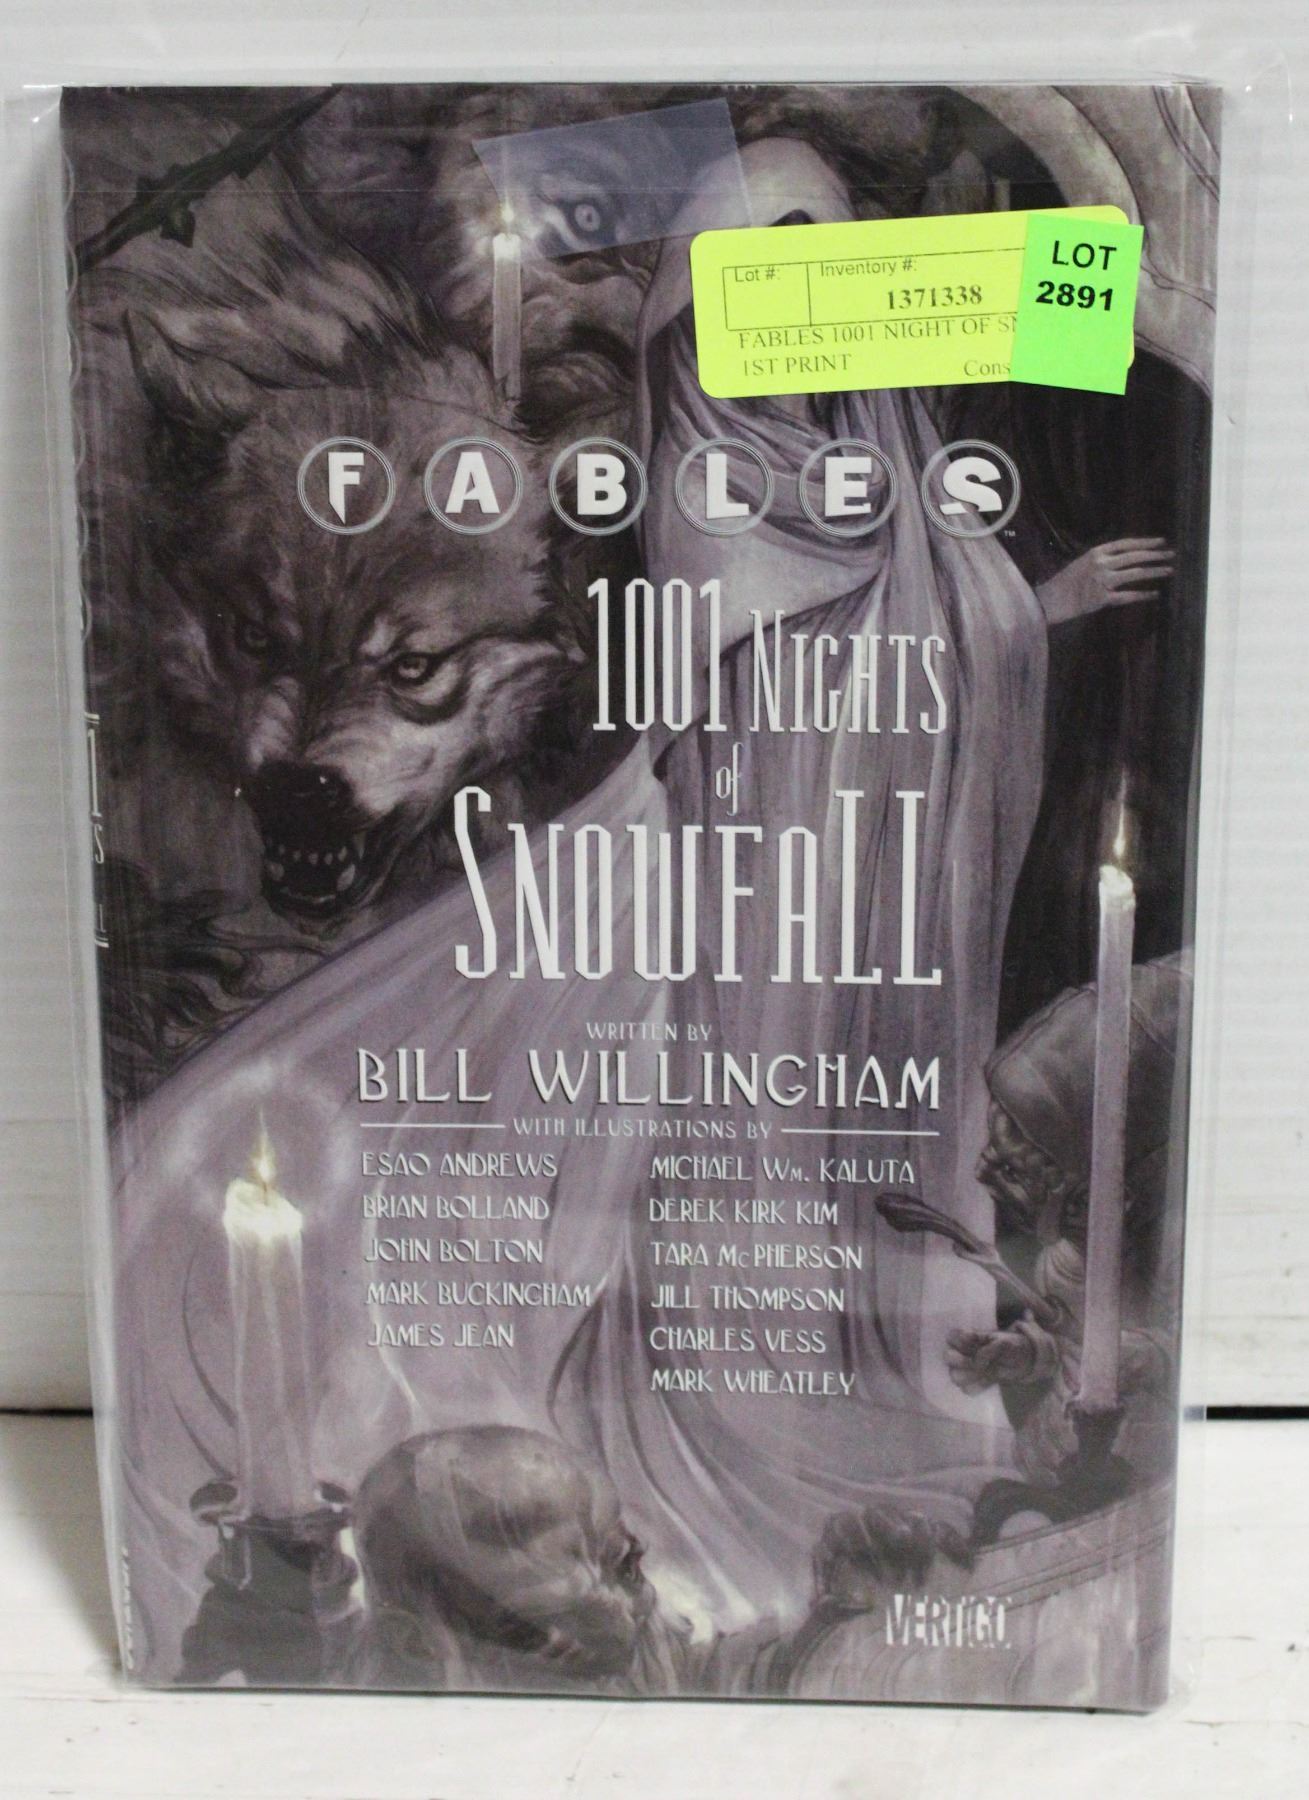 Lot #: Inventory #:
1371338
FABLES 1001 NIGHT OF
1ST PRINT
LOT
2891
FABLES
TM
1001 NIGHTS
of
SNOWFALL
WRITTEN BY
BILL WILLINGHAM
WITH ILLUSTRATIONS BY
ESAO ANDREWS
BRIAN BOLLAND
JOHN BOLTON
MARK BUCKINGHAM
JAMES JEAN
MICHAEL WM. KALUTA
DEREK KIRK KIM
TARA McPHERSON
JILL THOMPSON
CHARLES VESS
MARK WHEATLEY
VERTIGO